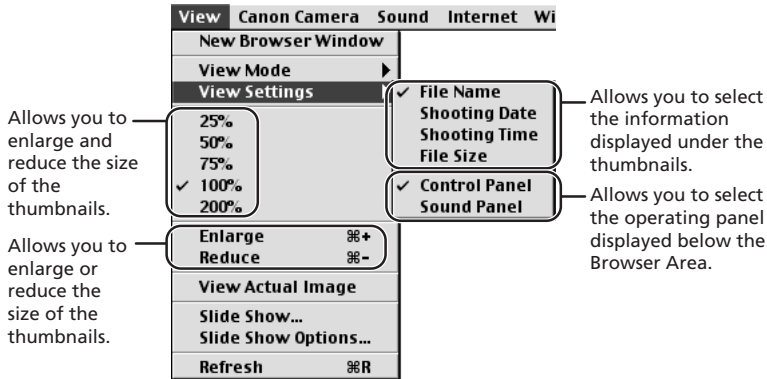 View Canon Camera Sound Internet Wi
New Browser Window
View Mode
View Settings
25%
50%
75%
✓ 100%
200%
Enlarge ⌘+
Reduce ⌘-
View Actual Image
Slide Show...
Slide Show Options...
Refresh ⌘R
✓ File Name
Shooting Date
Shooting Time
File Size
✓ Control Panel
Sound Panel
Allows you to
enlarge and
reduce the size
of the
thumbnails.
Allows you to
enlarge or
reduce the
size of the
thumbnails.
Allows you to select
the information
displayed under the
thumbnails.
Allows you to select
the operating panel
displayed below the
Browser Area.